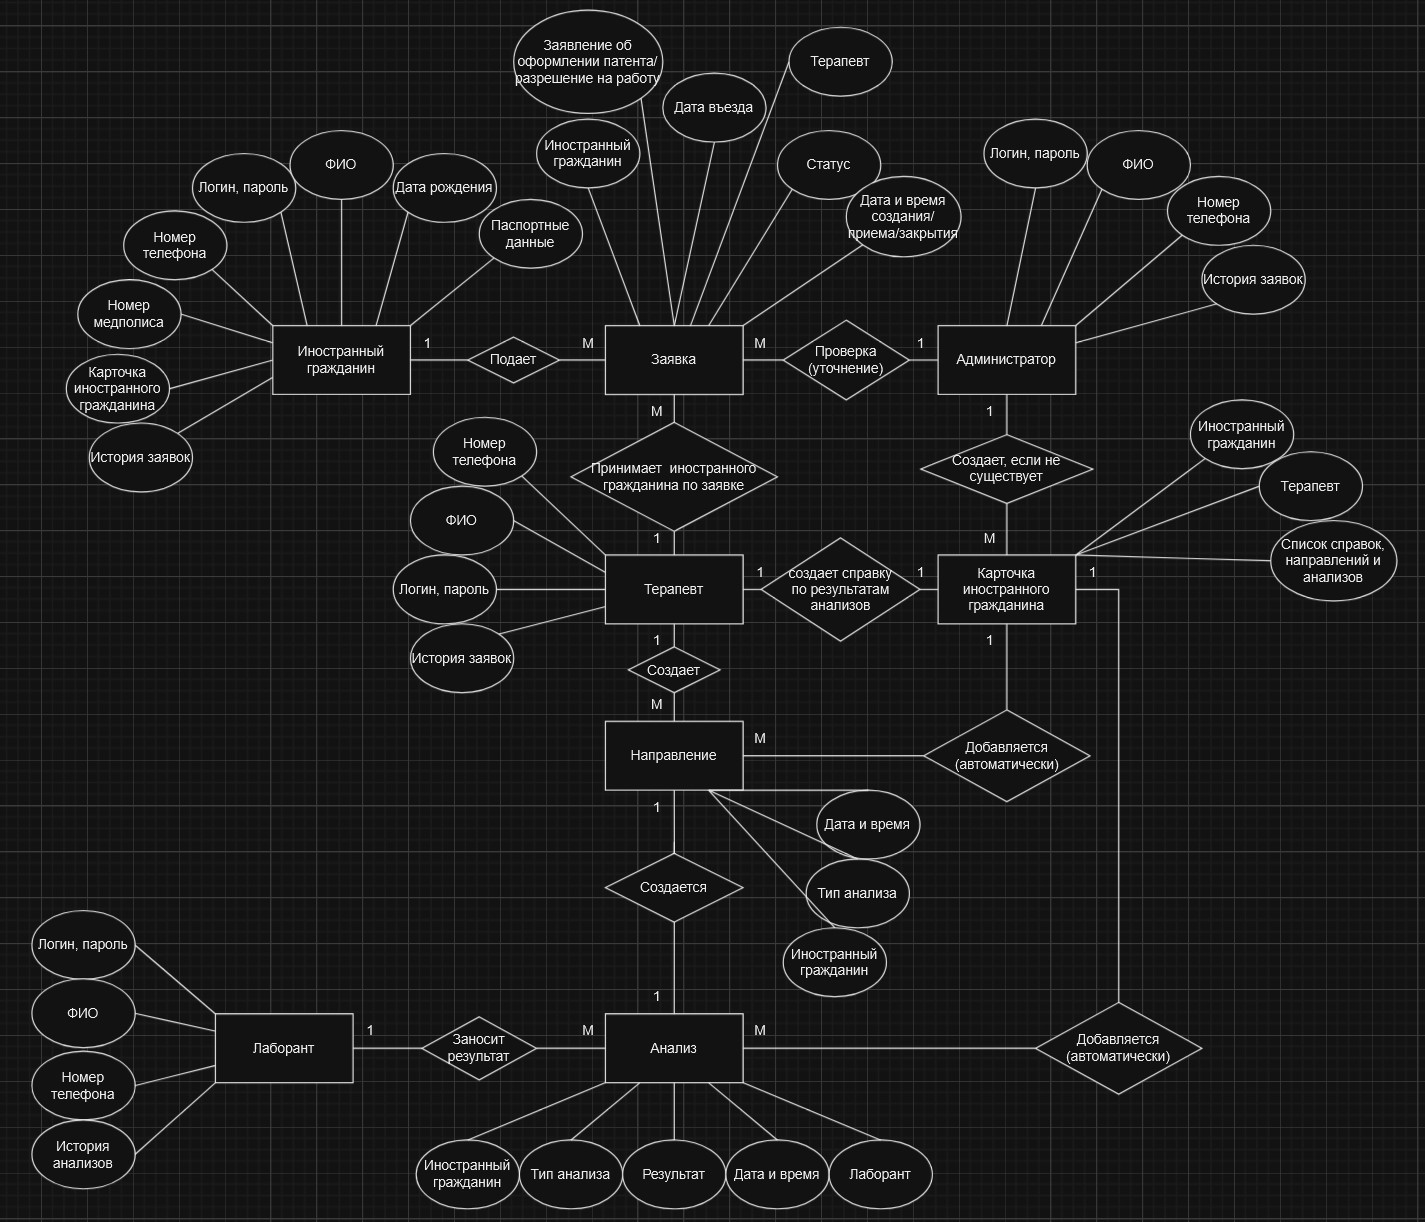 Заявление об
оформлении патента/
разрешение на работу
Терапевт
Дата въезда
Иностранный
гражданин
Статус
Дата и время
создания/
приема/закрытия
Логин, пароль
ФИО
Номер
телефона
История заявок
ФИО
Логин, пароль
Дата рождения
Паспортные
данные
Номер
телефона
Номер
медполиса
Карточка
иностранного
гражданина
История заявок
Иностранный
гражданин
1
Подает
М
Заявка
М
Проверка
(уточнение)
1
Администратор
М
Принимает  иностранного
гражданина по заявке
1
1
Создает, если не
существует
М
Иностранный
гражданин
Терапевт
Список справок,
направлений и
анализов
Номер
телефона
ФИО
Логин, пароль
История заявок
Терапевт
1
создает справку
по результатам
анализов
1
Карточка
иностранного
гражданина
1
1
Создает
М
1
Направление
М
Добавляется
(автоматически)
1
Дата и время
Тип анализа
Иностранный
гражданин
Создается
1
Логин, пароль
ФИО
Номер
телефона
История
анализов
Лаборант
1
Заносит
результат
М
Анализ
М
Добавляется
(автоматически)
Иностранный
гражданин
Тип анализа
Результат
Дата и время
Лаборант